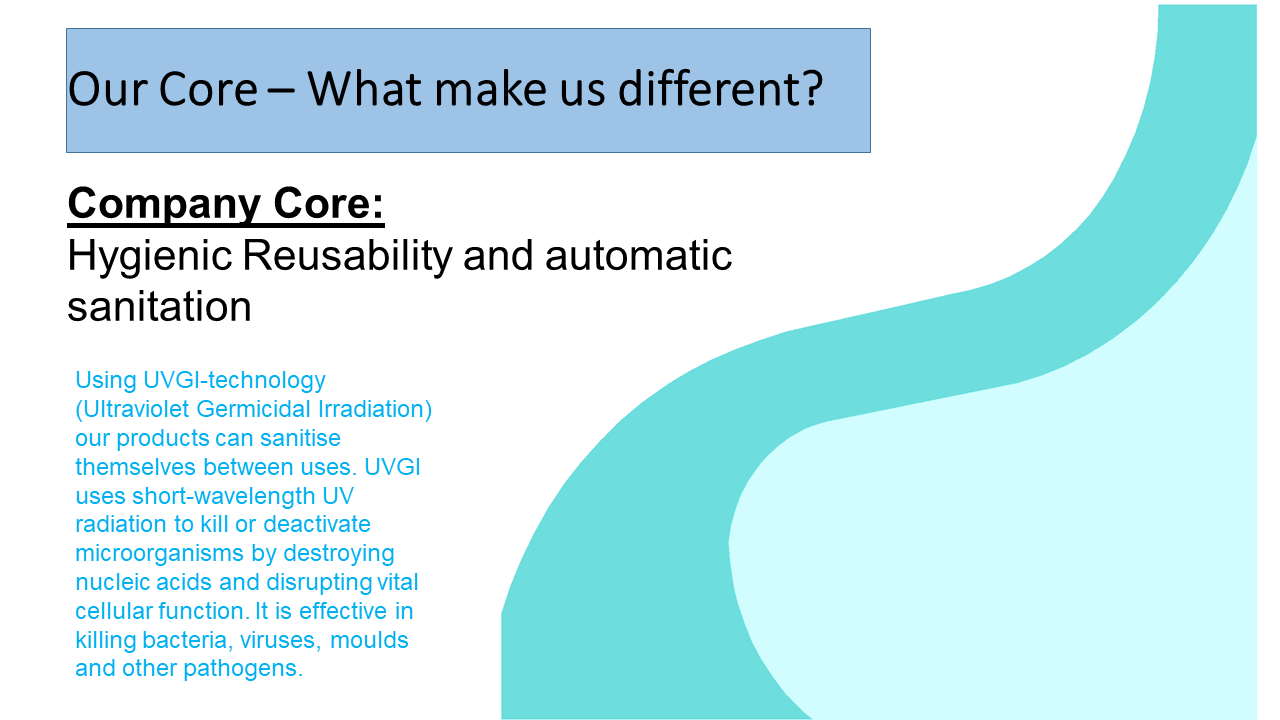 Our Core – What make us different?
Company Core:
Hygienic Reusability and automatic
sanitation
Using UVGI-technology
(Ultraviolet Germicidal Irradiation)
our products can sanitise
themselves between uses. UVGI
uses short-wavelength UV
radiation to kill or deactivate
microorganisms by destroying
nucleic acids and disrupting vital
cellular function. It is effective in
killing bacteria, viruses, moulds
and other pathogens.